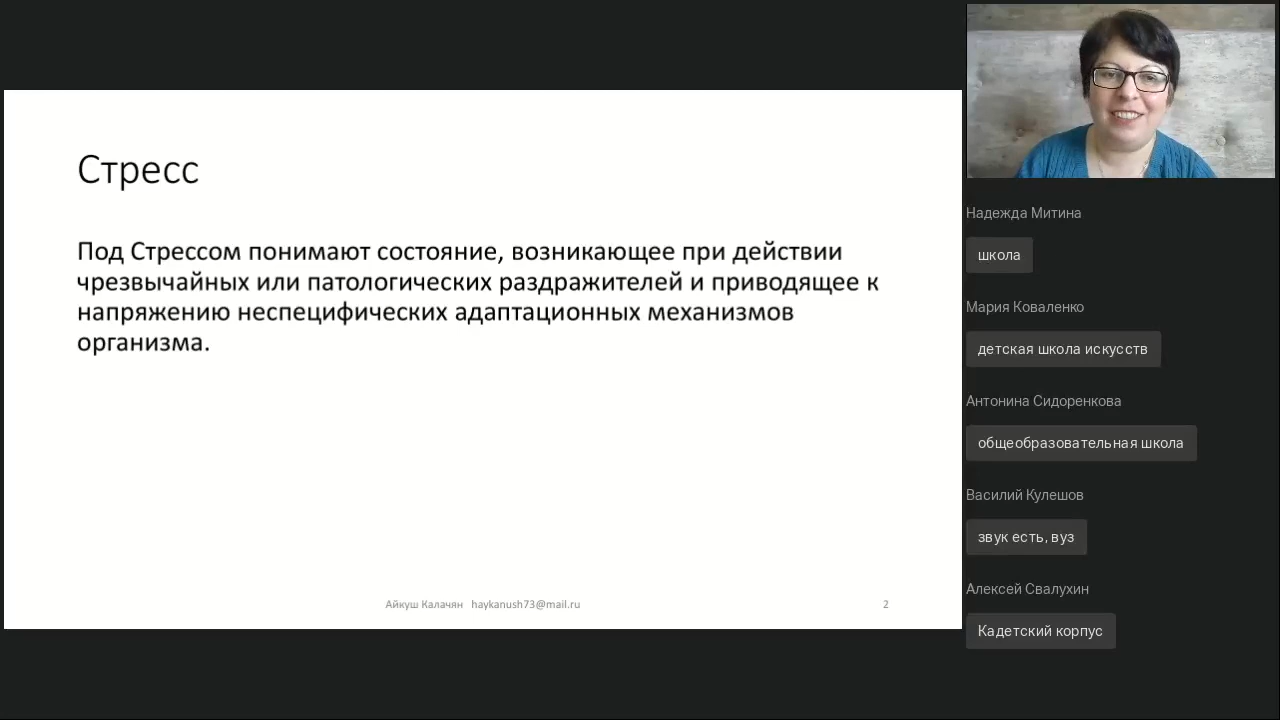 Стресс
Под Стрессом понимают состояние, возникающее при действии
чрезвычайных или патологических раздражителей и приводящее к
напряжению неспецифических адаптационных механизмов
организма.
Айкуш Калачян haykanush73@mail.ru
2
Надежда Митина
школа
Мария Коваленко
детская школа искусств
Антонина Сидоренкова
общеобразовательная школа
Василий Кулешов
звук есть, вуз
Алексей Свалухин
Кадетский корпус